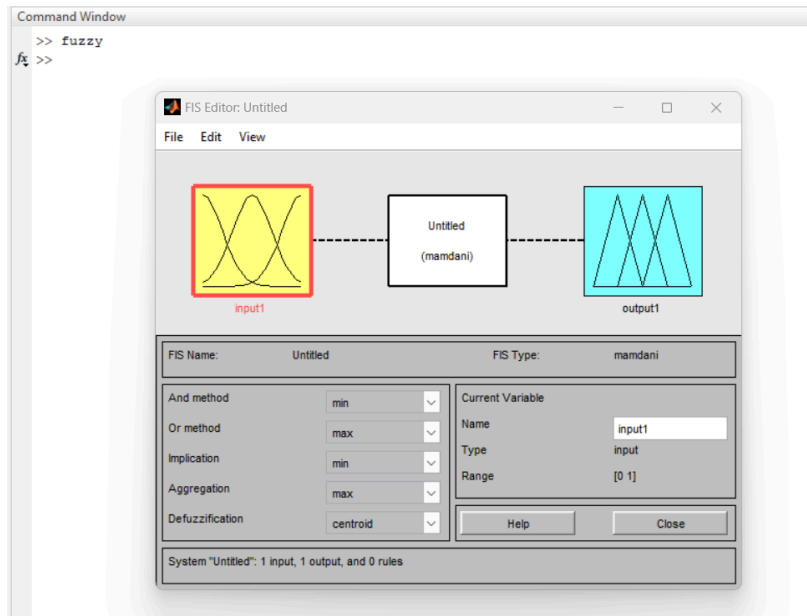 Command Window
>> fuzzy
fx >>
FIS Editor: Untitled
File Edit View
Untitled
(mamdani)
input1
output1
FIS Name: Untitled FIS Type: mamdani
And method min
Or method max
Implication min
Aggregation max
Defuzzification centroid
Current Variable
Name input1
Type input
Range [0 1]
Help Close
System "Untitled": 1 input, 1 output, and 0 rules